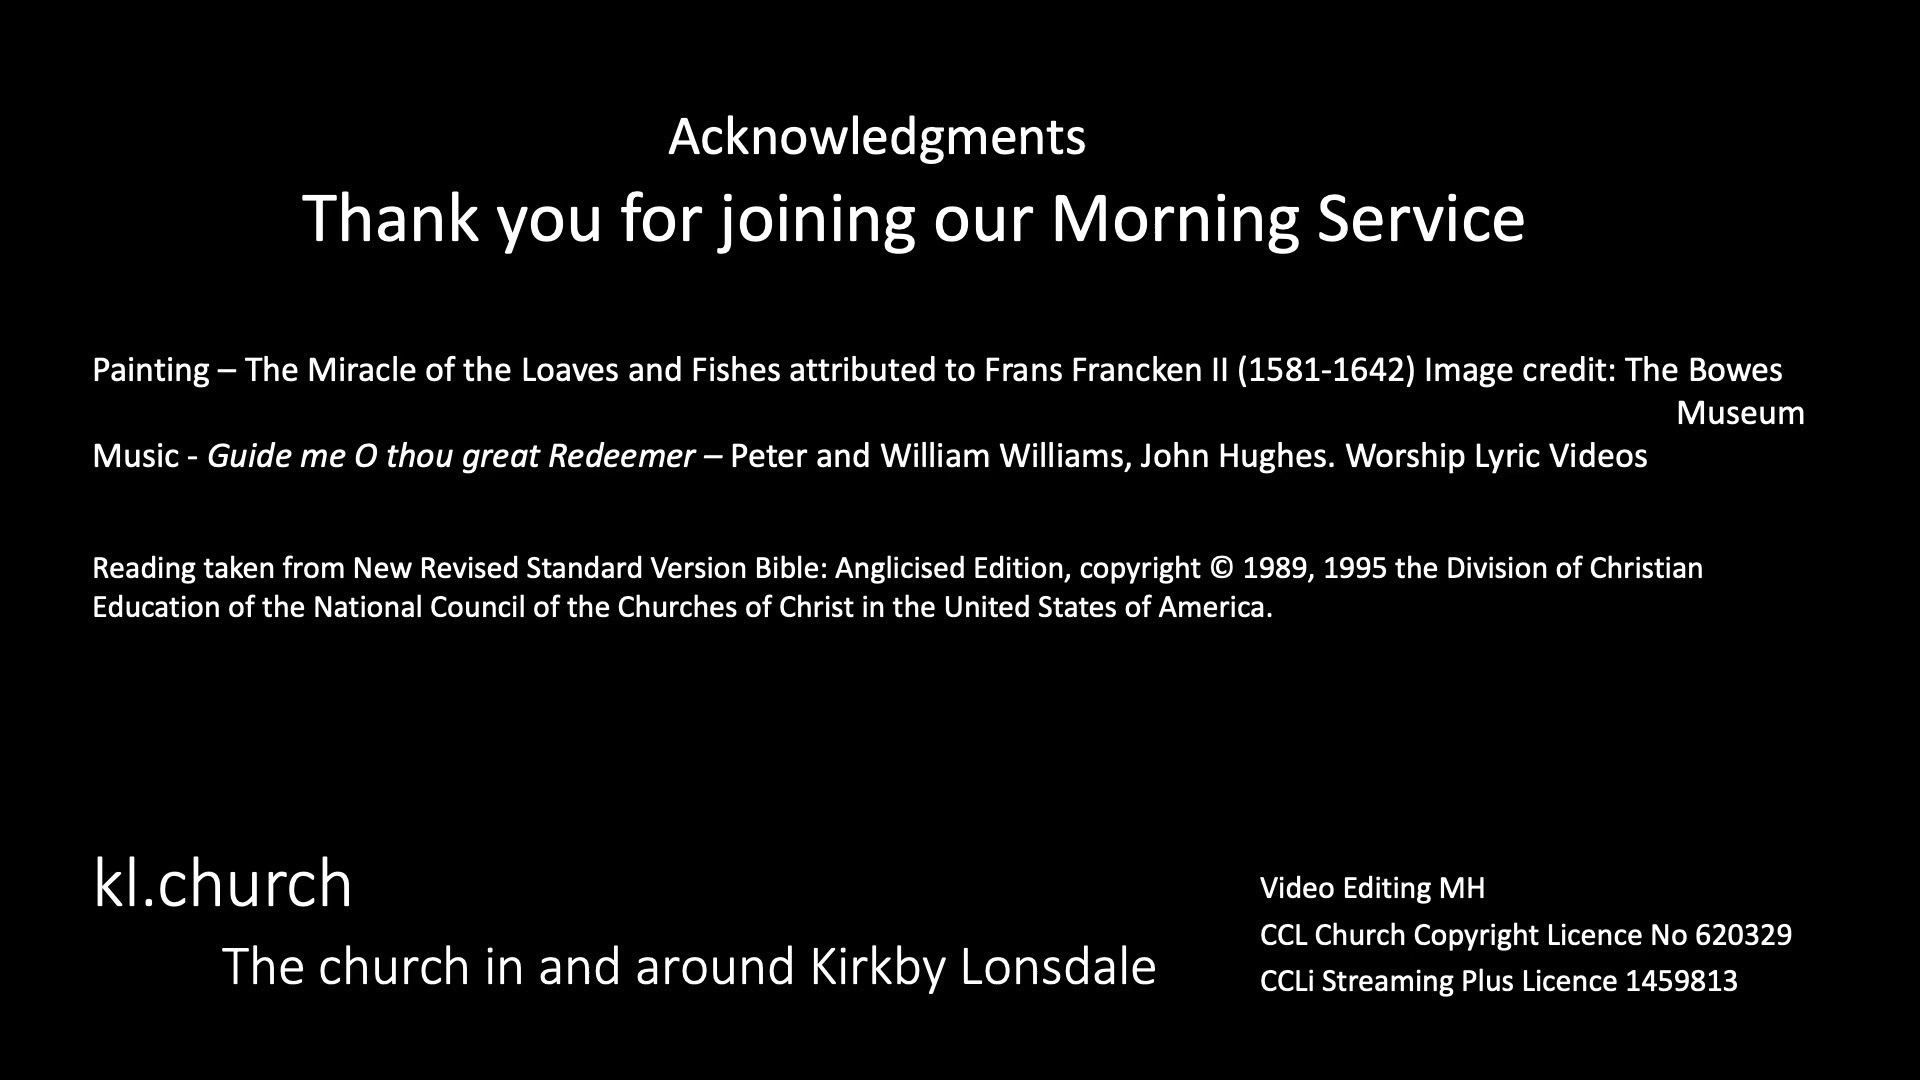 Acknowledgments
Thank you for joining our Morning Service
Painting – The Miracle of the Loaves and Fishes attributed to Frans Francken II (1581-1642) Image credit: The Bowes
Museum
Music - Guide me O thou great Redeemer – Peter and William Williams, John Hughes. Worship Lyric Videos
Reading taken from New Revised Standard Version Bible: Anglicised Edition, copyright © 1989, 1995 the Division of Christian
Education of the National Council of the Churches of Christ in the United States of America.
kl.church
The church in and around Kirkby Lonsdale
Video Editing MH
CCL Church Copyright Licence No 620329
CCLi Streaming Plus Licence 1459813